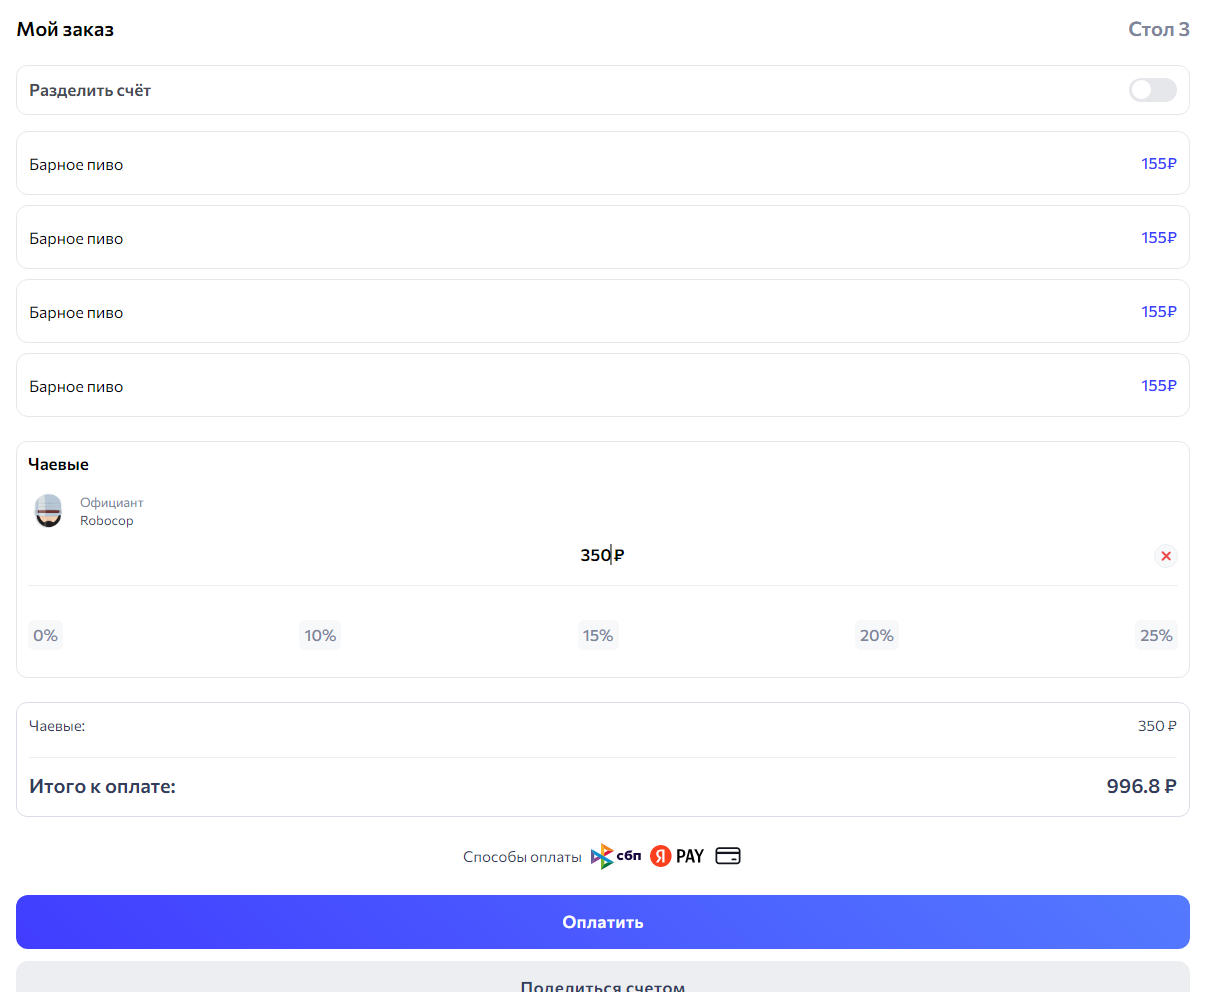 Мой заказ
Стол 3
Разделить счёт
Барное пиво 155₽
Барное пиво 155₽
Барное пиво 155₽
Барное пиво 155₽
Чаевые
Официант
Robocop
350₽
0% 10% 15% 20% 25%
Чаевые: 350 ₽
Итого к оплате: 996.8 ₽
Способы оплаты сбп Я PAY
Оплатить
Поделиться счетом